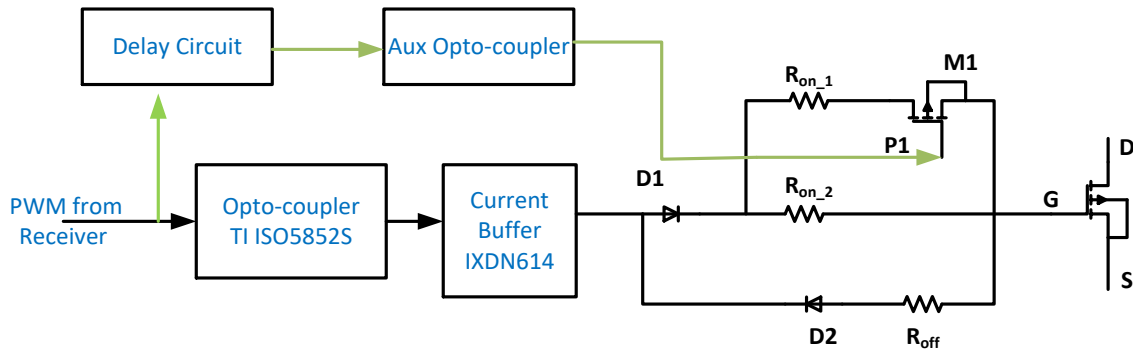 Delay Circuit
Aux Opto-coupler
M1
Ron_1
P1
D
D1
PWM from
Receiver
Opto-coupler
TI ISO5852S
Current
Buffer
IXDN614
Ron_2
G
S
D2
Roff